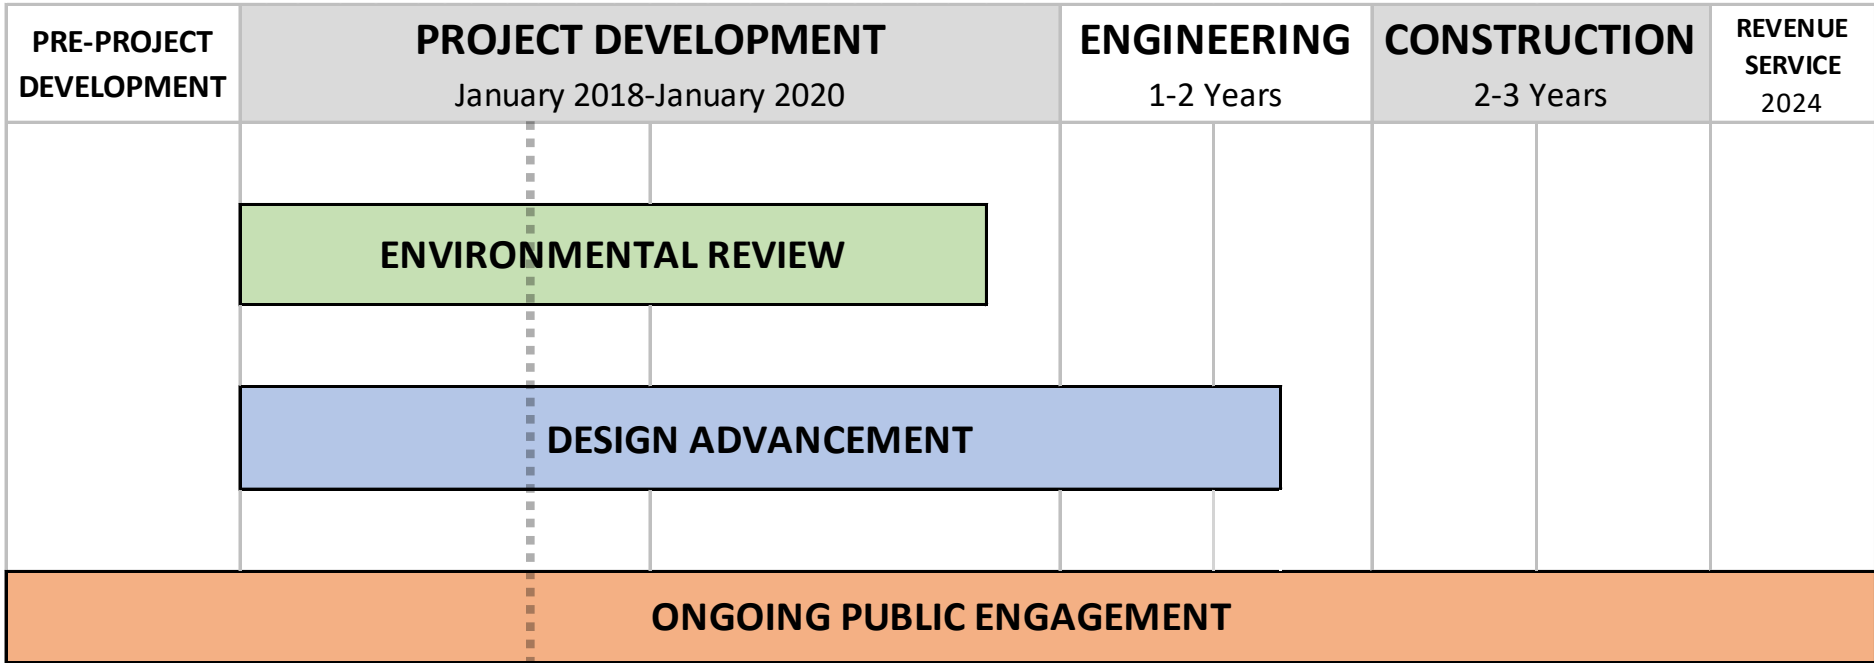 PRE-PROJECT
DEVELOPMENT
PROJECT DEVELOPMENT
January 2018-January 2020
ENGINEERING
1-2 Years
CONSTRUCTION
2-3 Years
REVENUE
SERVICE
2024
ENVIRONMENTAL REVIEW
DESIGN ADVANCEMENT
ONGOING PUBLIC ENGAGEMENT